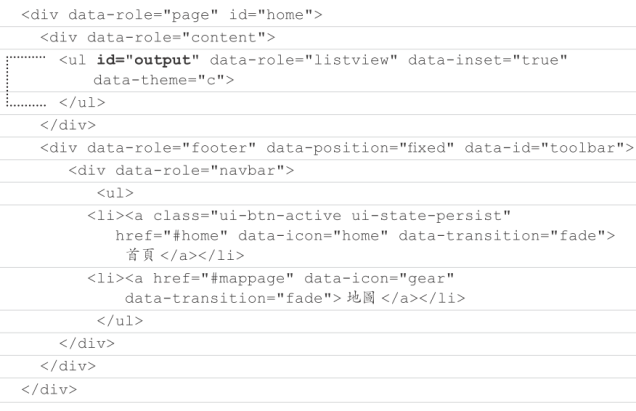 <div data-role="page" id="home">
<div data-role="content">
<ul id="output" data-role="listview" data-inset="true"
data-theme="c">
</ul>
</div>
<div data-role="footer" data-position="fixed" data-id="toolbar">
<div data-role="navbar">
<ul>
<li><a class="ui-btn-active ui-state-persist"
href="#home" data-icon="home" data-transition="fade">
首頁</a></li>
<li><a href="#mappage" data-icon="gear"
data-transition="fade">地圖</a></li>
</ul>
</div>
</div>
</div>